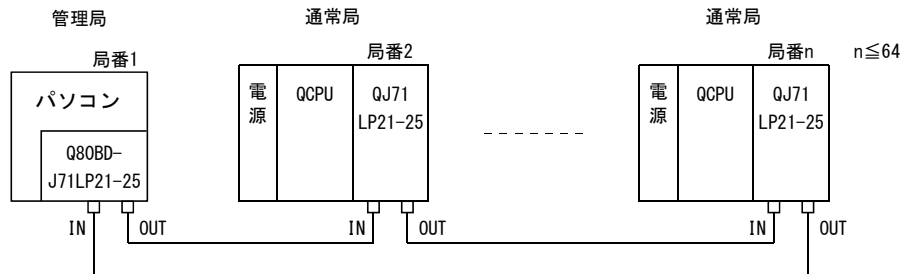 管理局
通常局
通常局
局番1
局番2
局番n
n≦64
パソコン
Q80BD-
J71LP21-25
電
源
QCPU
QJ71
LP21-25
電
源
QCPU
QJ71
LP21-25
IN
OUT
IN
OUT
IN
OUT